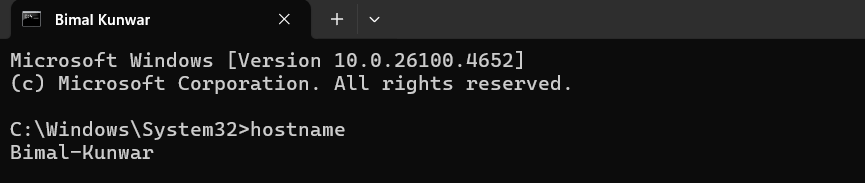 Bimal Kunwar
Microsoft Windows [Version 10.0.26100.4652]
(c) Microsoft Corporation. All rights reserved.
C:\Windows\System32>hostname
Bimal-Kunwar